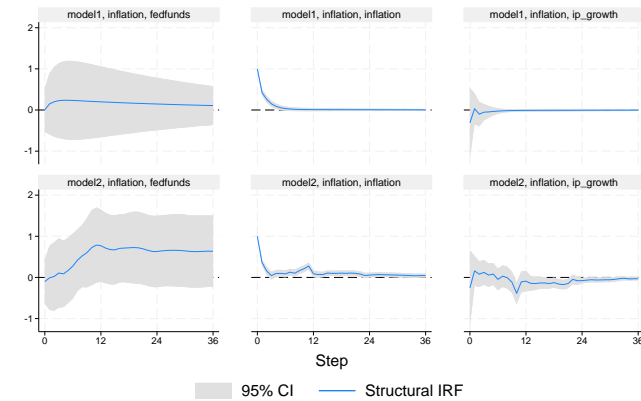 model1, inflation, fedfunds
model1, inflation, inflation
model1, inflation, ip_growth
2
1
0
-1
model2, inflation, fedfunds
model2, inflation, inflation
model2, inflation, ip_growth
2
1
0
-1
0 12 24 36
0 12 24 36
0 12 24 36
Step
95% CI
Structural IRF